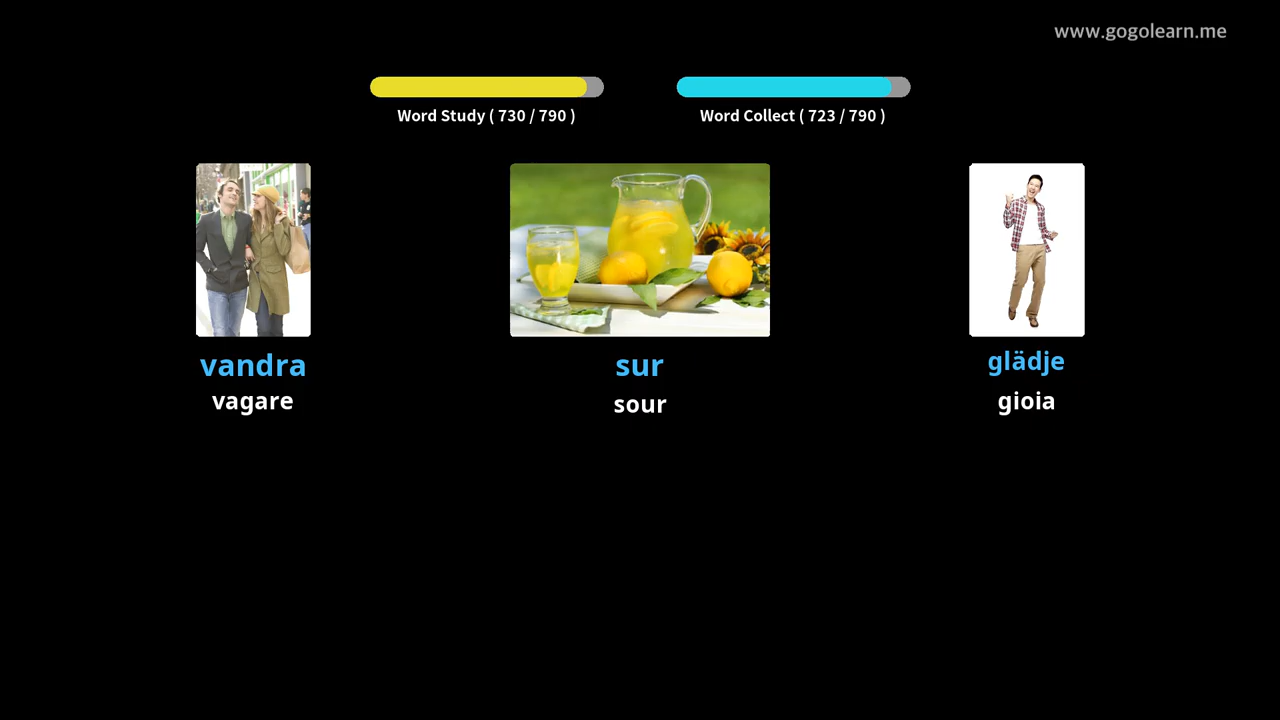 www.gogolearn.me
Word Study ( 730 / 790 )
Word Collect ( 723 / 790 )
vandra
vagare
sur
sour
glädje
gioia